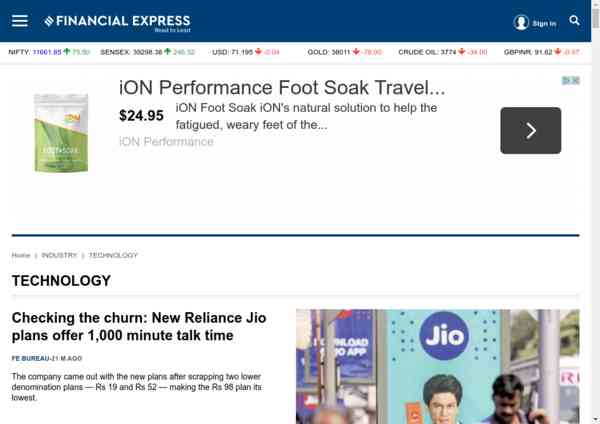 FINANCIAL EXPRESS
Read to Lead
Sign in
NIFTY: 11661.85 75.50 SENSEX: 39298.38 246.32 USD: 71.195 -0.04 GOLD: 38011 -78.00 CRUDE OIL: 3774 -34.00 GBPINR: 91.62 -0.97
iON Performance Foot Soak Travel...
$24.95
iON Foot Soak iON's natural solution to help the
fatigued, weary feet of the...
iON Performance
ION
FOOT SOAK
Home | INDUSTRY | TECHNOLOGY
TECHNOLOGY
Checking the churn: New Reliance Jio
plans offer 1,000 minute talk time
FE BUREAU-21 M AGO
The company came out with the new plans after scrapping two lower
denomination plans — Rs 19 and Rs 52 — making the Rs 98 plan its
lowest.
Jio